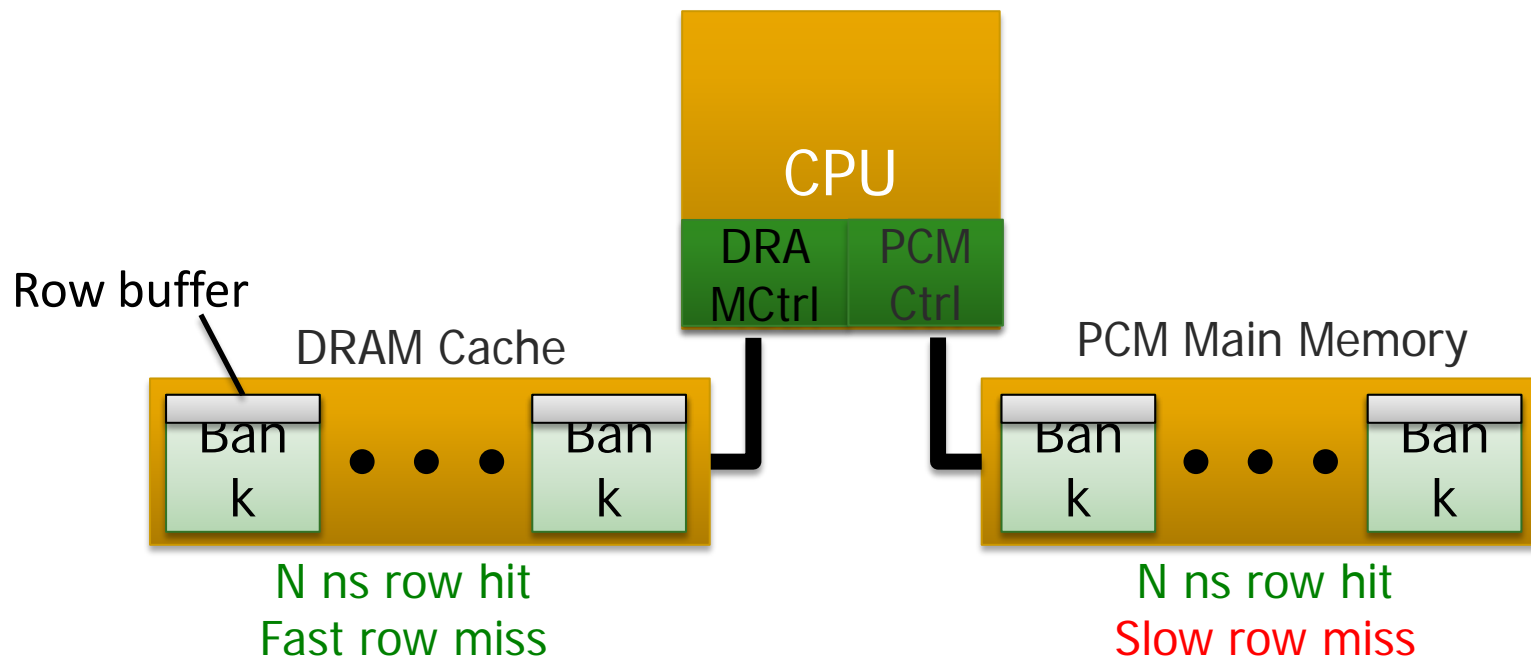 CPU
DRA
MCtrl
PCM
Ctrl
Row buffer
DRAM Cache
PCM Main Memory
Ban
k
Ban
k
Ban
k
Ban
k
N ns row hit
Fast row miss
N ns row hit
Slow row miss